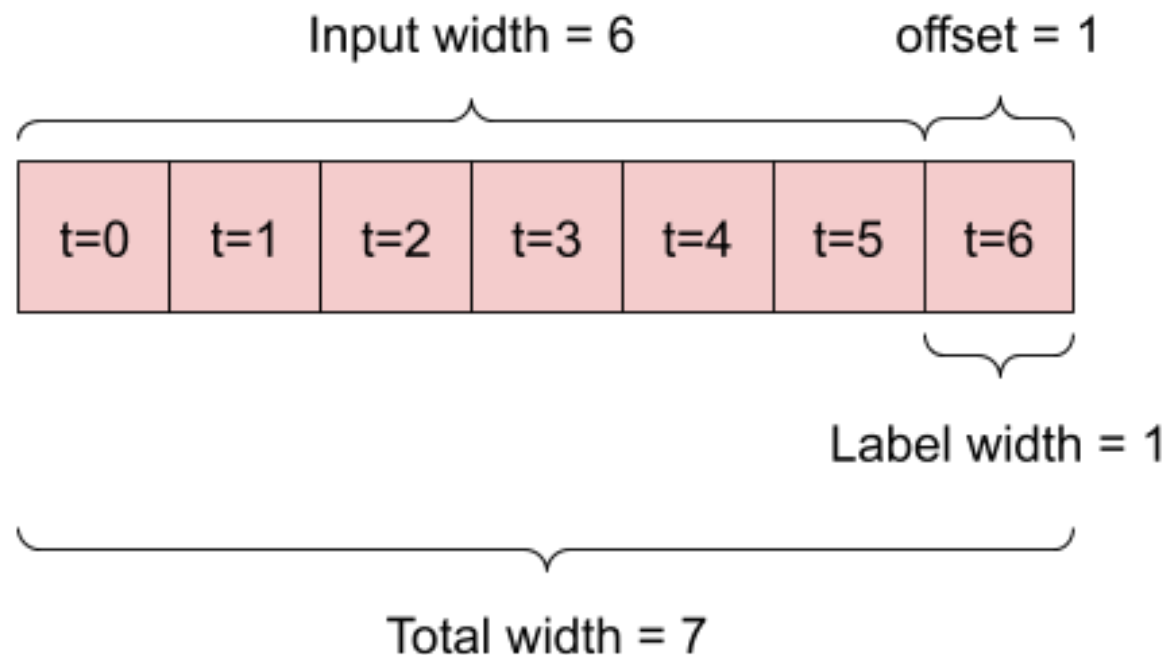 Input width = 6 offset = 1
t=0 t=1 t=2 t=3 t=4 t=5 t=6
Label width = 1
Total width = 7